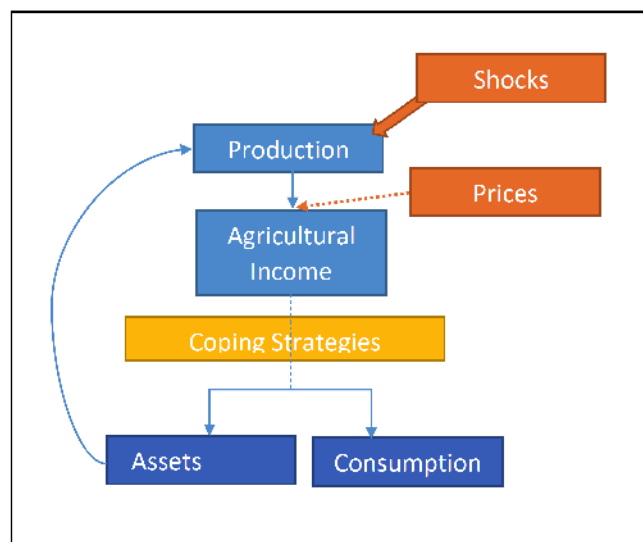 Shocks
Production
Prices
Agricultural
Income
Coping Strategies
Assets
Consumption